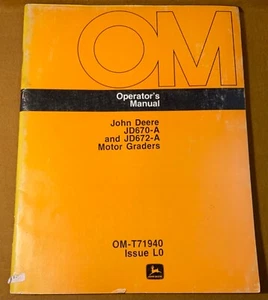 OM
Operator's
Manual
John Deere
JD670-A
and JD672-A
Motor Graders
OM-T71940
Issue L0